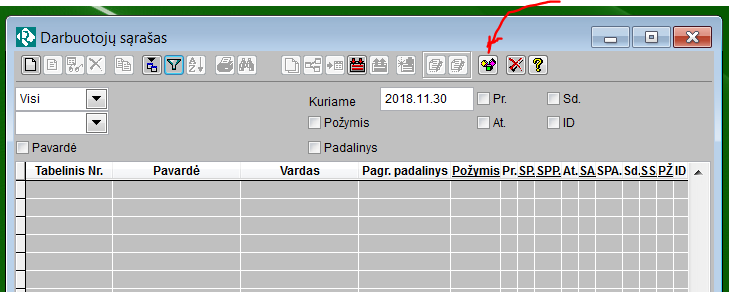 Darbuotojų sąrašas
Visi
Kuriame 2018.11.30 Pr. Sd.
Požymis At. ID
Pavardė Padalinys
Tabelinis Nr. Pavardė Vardas Pagr. padalinys Požymis Pr. SP. SPP. At. SA SPA. Sd. SS PŽ ID